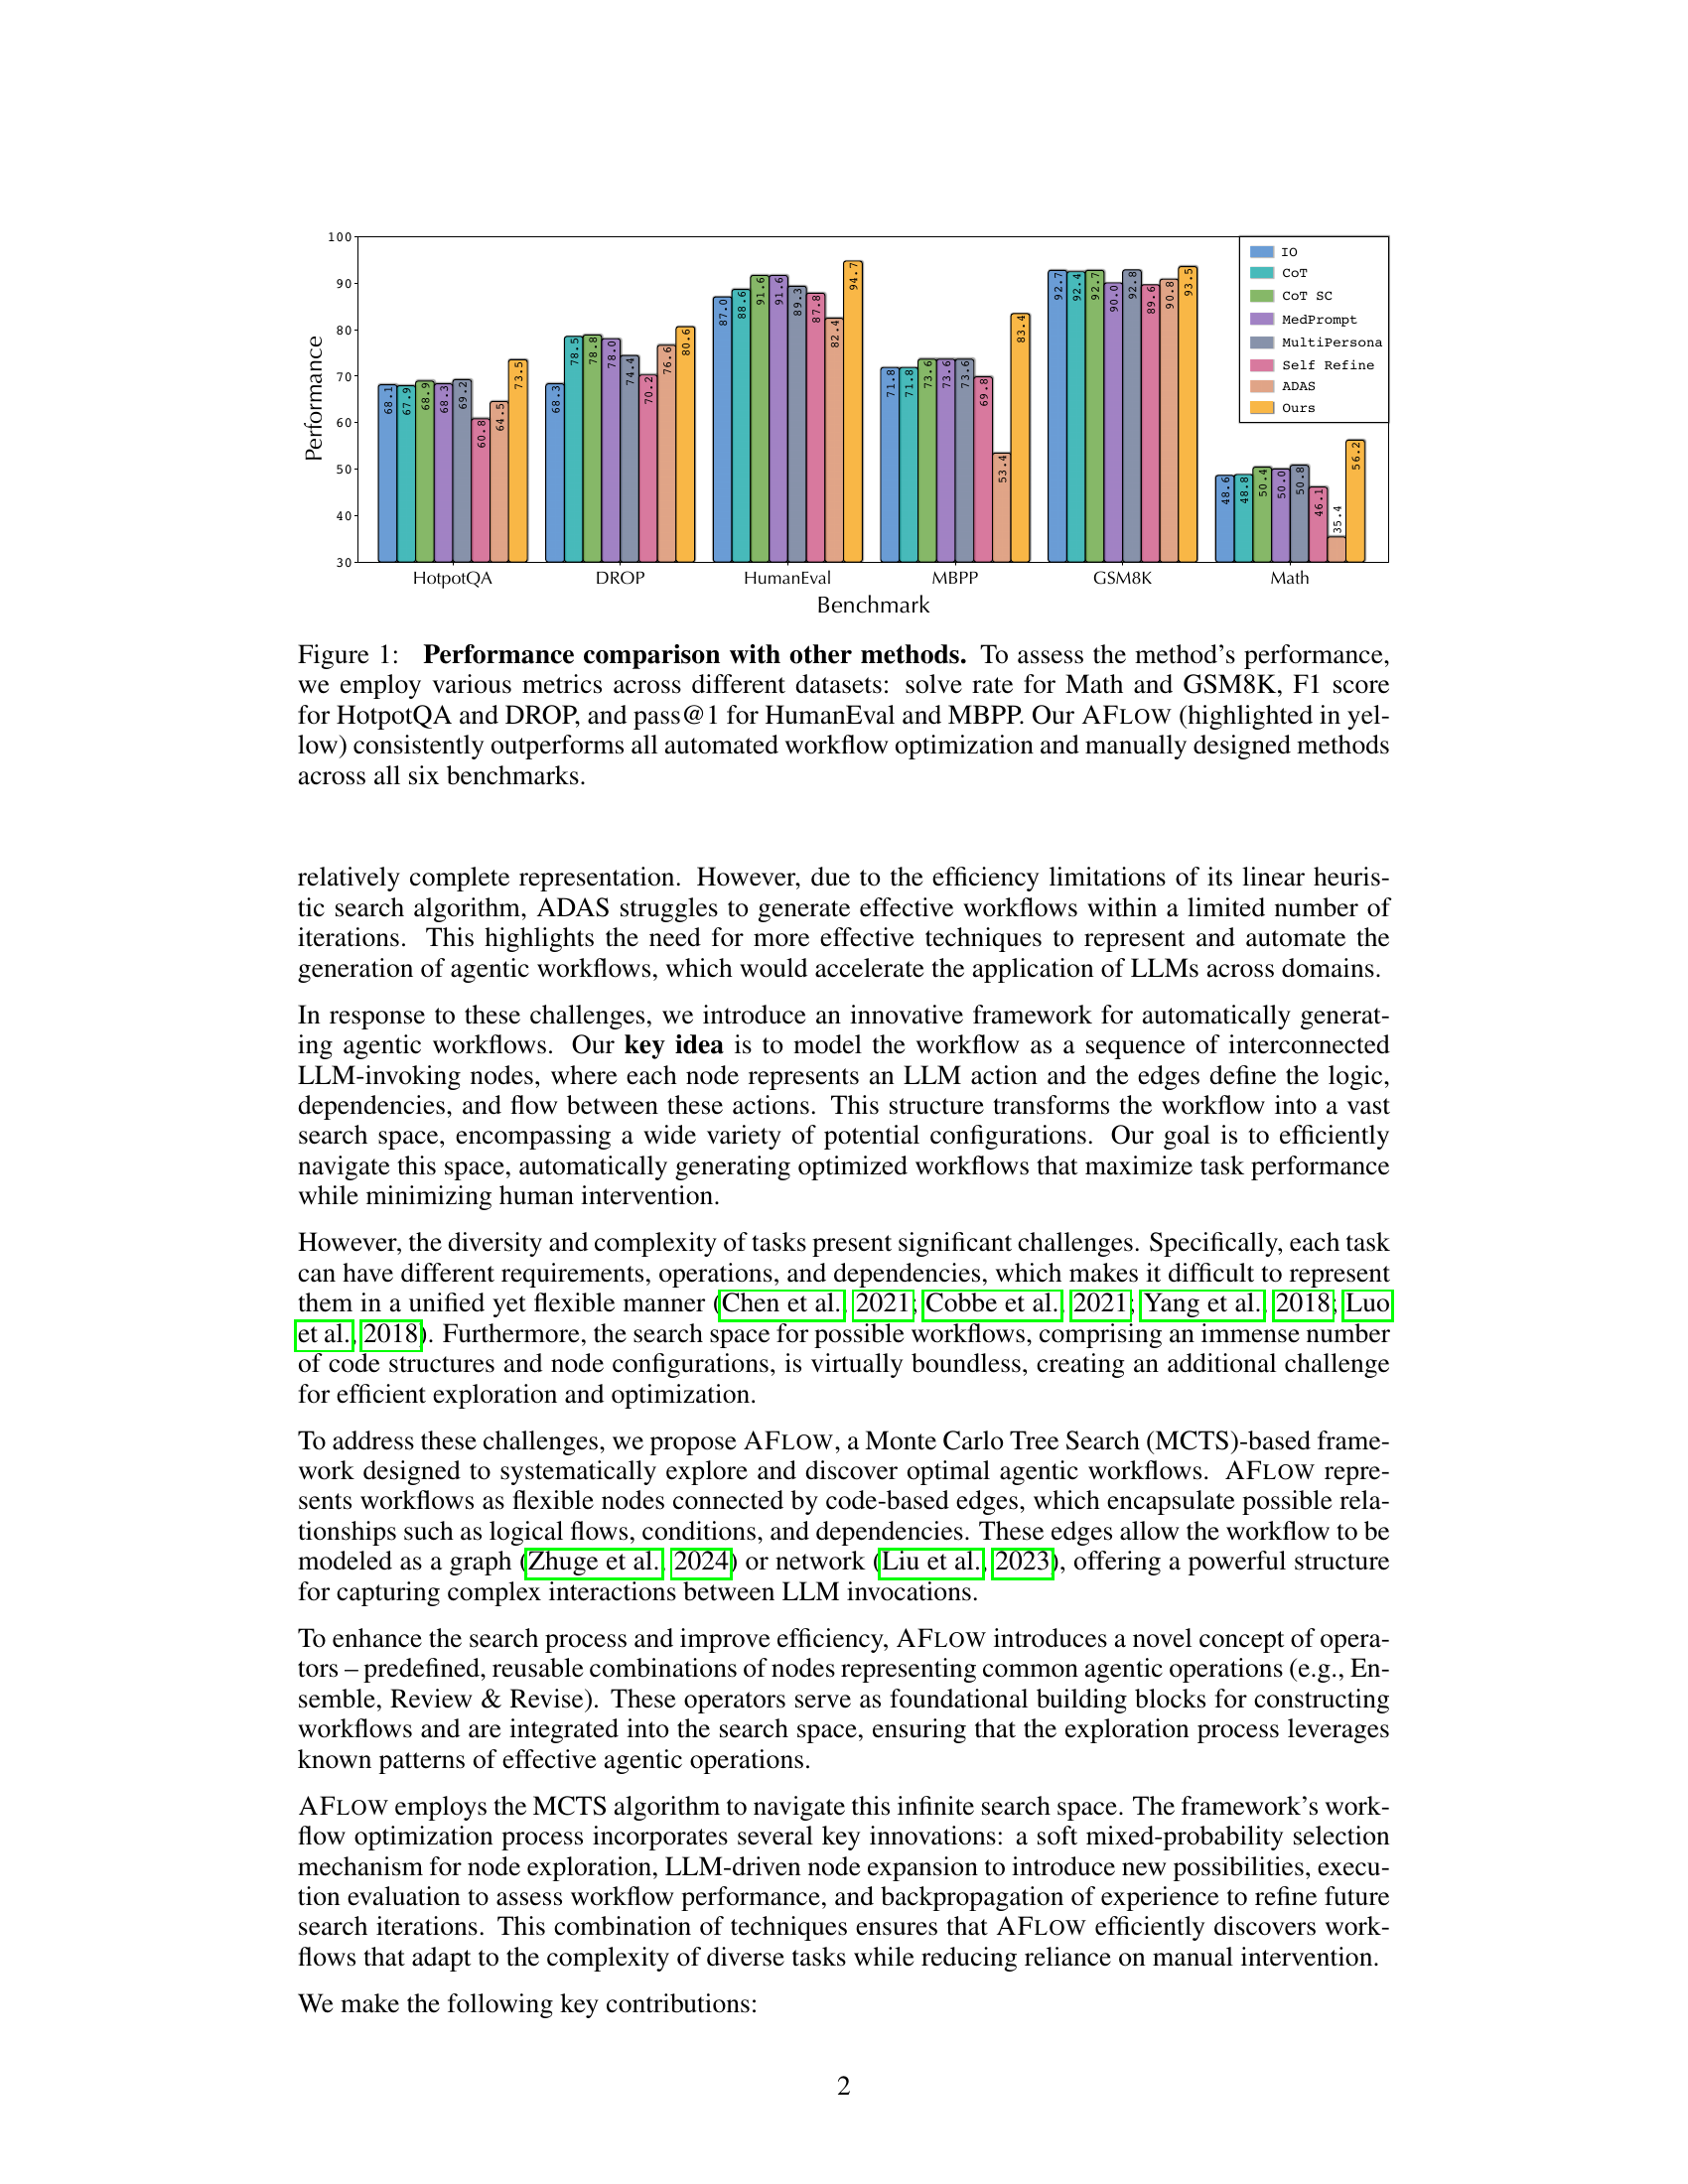 100
90
80
70
60
50
40
30
Performance
68.1
67.9
68.9
68.3
69.2
60.8
64.5
73.5
68.3
78.5
78.8
78.0
74.4
70.2
76.6
80.6
87.0
88.6
91.6
91.6
89.3
87.8
82.4
94.7
71.8
71.8
73.6
73.6
73.6
69.8
53.4
83.4
92.7
92.4
92.7
90.0
92.8
89.6
90.8
93.5
48.6
48.8
50.4
50.0
50.8
46.1
35.4
56.2
IO
CoT
CoT SC
MedPrompt
MultiPersona
Self Refine
ADAS
Ours
HotpotQA DROP HumanEval MBPP GSM8K Math
Benchmark
Figure 1: Performance comparison with other methods. To assess the method's performance,
we employ various metrics across different datasets: solve rate for Math and GSM8K, F1 score
for HotpotQA and DROP, and pass@1 for HumanEval and MBPP. Our AFLOW (highlighted in yel-
low) consistently outperforms all automated workflow optimization and manually designed methods
across all six benchmarks.
relatively complete representation. However, due to the efficiency limitations of its linear heuris-
tic search algorithm, ADAS struggles to generate effective workflows within a limited number of
iterations. This highlights the need for more effective techniques to represent and automate the
generation of agentic workflows, which would accelerate the application of LLMs across domains.
In response to these challenges, we introduce an innovative framework for automatically generat-
ing agentic workflows. Our key idea is to model the workflow as a sequence of interconnected
LLM-invoking nodes, where each node represents an LLM action and the edges define the logic,
dependencies, and flow between these actions. This structure transforms the workflow into a vast
search space, encompassing a wide variety of potential configurations. Our goal is to efficiently
navigate this space, automatically generating optimized workflows that maximize task performance
while minimizing human intervention.
However, the diversity and complexity of tasks present significant challenges. Specifically, each task
can have different requirements, operations, and dependencies, which makes it difficult to represent
them in a unified yet flexible manner (Chen et al., 2021; Cobbe et al., 2021; Yang et al., 2018; Luo
et al., 2018). Furthermore, the search space for possible workflows, comprising an immense number
of code structures and node configurations, is virtually boundless, creating an additional challenge
for efficient exploration and optimization.
To address these challenges, we propose AFLOW, a Monte Carlo Tree Search (MCTS)-based frame-
work designed to systematically explore and discover optimal agentic workflows. AFLOW repre-
sents workflows as flexible nodes connected by code-based edges, which encapsulate possible rela-
tionships such as logical flows, conditions, and dependencies. These edges allow the workflow to be
modeled as a graph (Zhuge et al., 2024) or network (Liu et al., 2023), offering a powerful structure
for capturing complex interactions between LLM invocations.
To enhance the search process and improve efficiency, AFLOW introduces a novel concept of opera-
tors – predefined, reusable combinations of nodes representing common agentic operations (e.g., En-
semble, Review & Revise). These operators serve as foundational building blocks for constructing
workflows and are integrated into the search space, ensuring that the exploration process leverages
known patterns of effective agentic operations.
AFLOW employs the MCTS algorithm to navigate this infinite search space. The framework's work-
flow optimization process incorporates several key innovations: a soft mixed-probability selection
mechanism for node exploration, LLM-driven node expansion to introduce new possibilities, execu-
tion evaluation to assess workflow performance, and backpropagation of experience to refine future
search iterations. This combination of techniques ensures that AFLOW efficiently discovers work-
flows that adapt to the complexity of diverse tasks while reducing reliance on manual intervention.
We make the following key contributions:
2